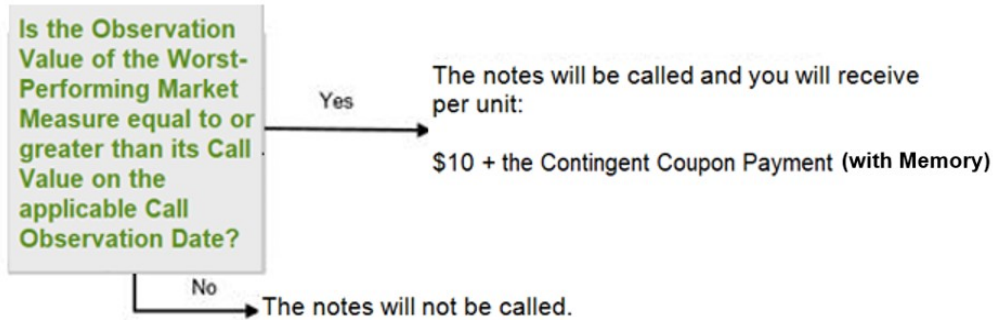 Is the Observation
Value of the Worst-
Performing Market
Measure equal to or
greater than its Call
Value on the
applicable Call
Observation Date?
Yes
The notes will be called and you will receive
per unit:
$10 + the Contingent Coupon Payment (with Memory)
No
The notes will not be called.